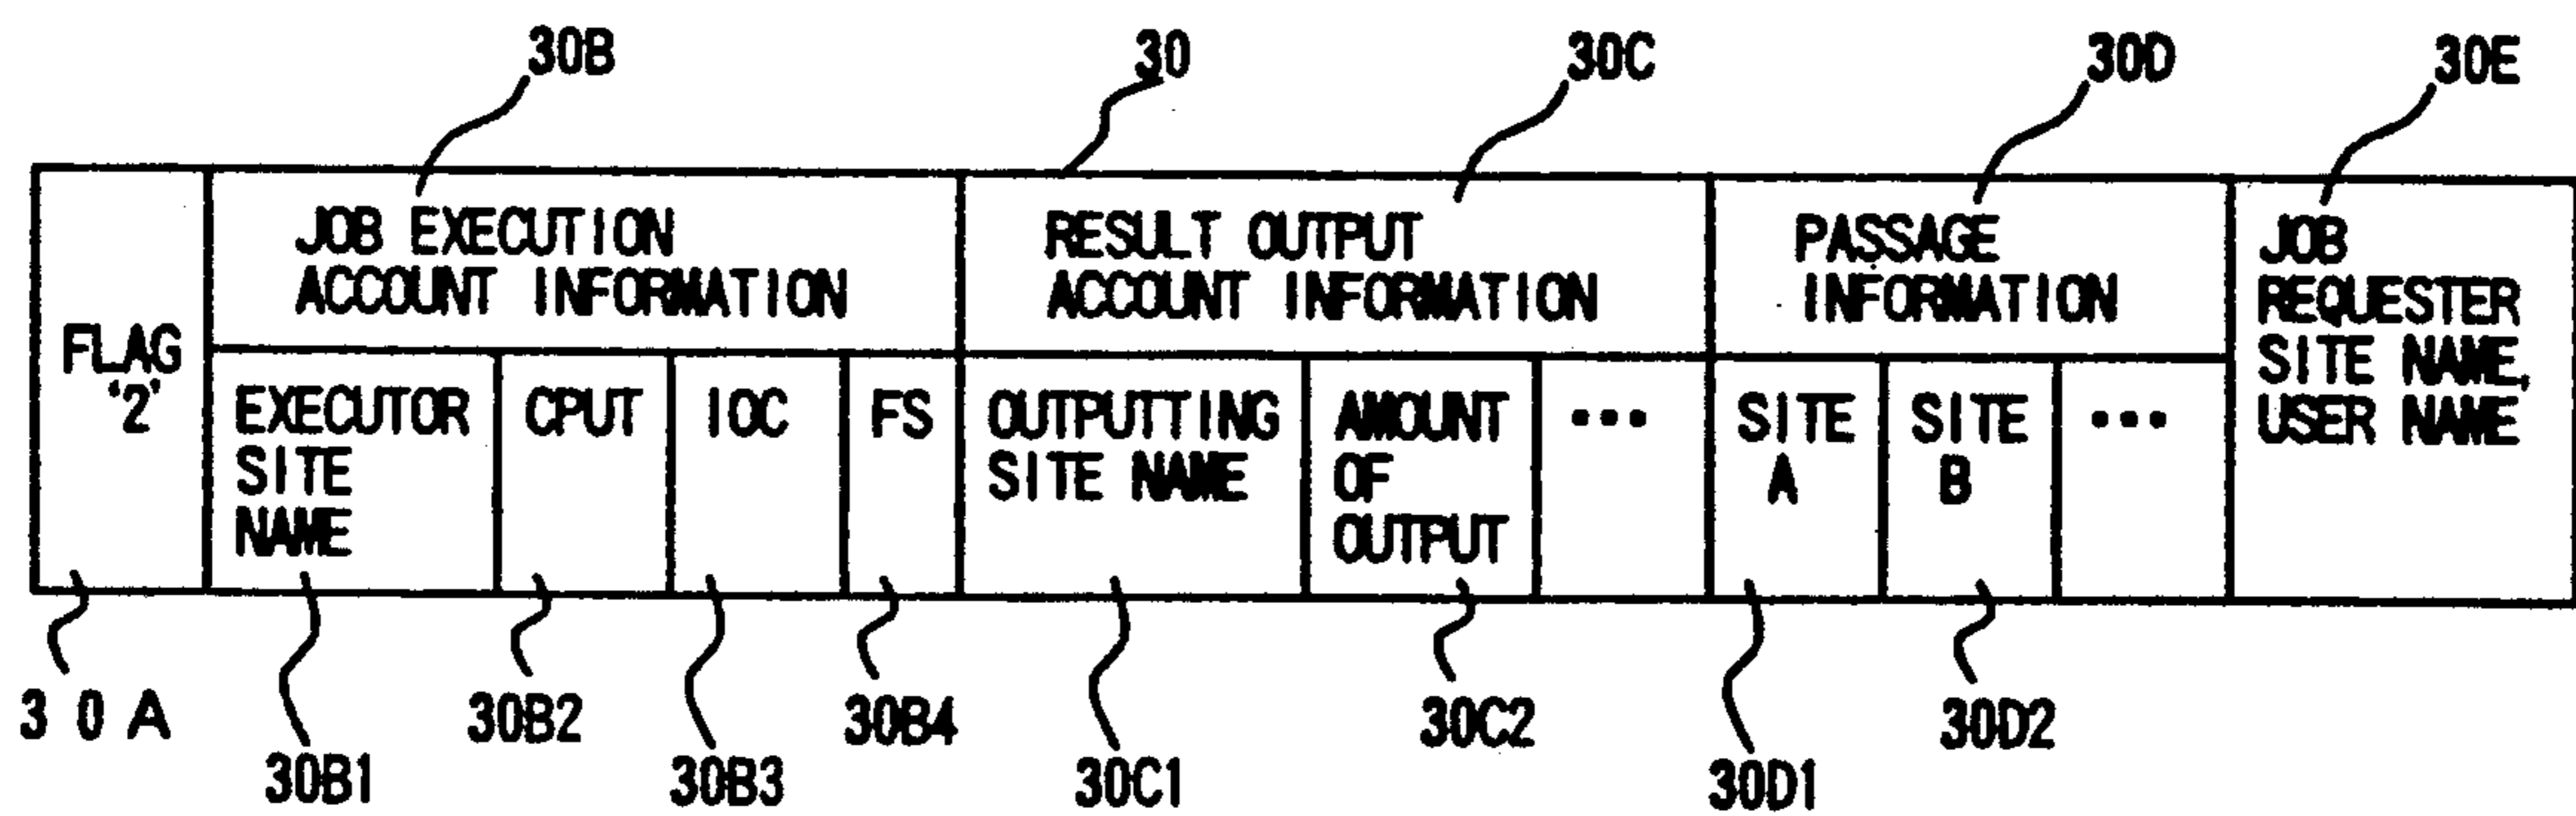 30B
30
30C
30D
30E
FLAG
'2'
JOB EXECUTION
ACCOUNT INFORMATION
RESULT OUTPUT
ACCOUNT INFORMATION
PASSAGE
INFORMATION
JOB
REQUESTER
SITE NAME,
USER NAME
EXECUTOR
SITE
NAME
CPUT
IOC
FS
OUTPUTTING
SITE NAME
AMOUNT
OF
OUTPUT
...
SITE
A
SITE
B
...
30A
30B1
30B2
30B3
30B4
30C1
30C2
30D1
30D2